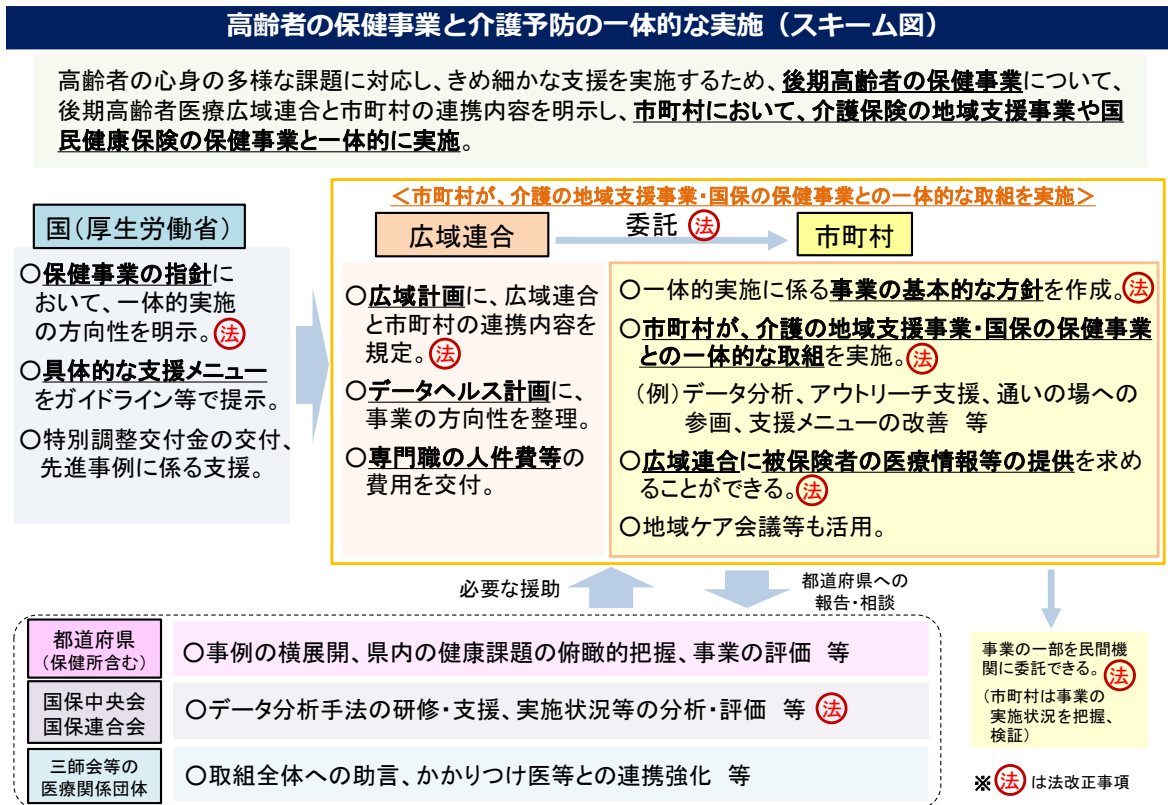 高齢者の保健事業と介護予防の一体的な実施（スキーム図）
高齢者の心身の多様な課題に対応し、きめ細かな支援を実施するため、後期高齢者の保健事業について、
後期高齢者医療広域連合と市町村の連携内容を明示し、市町村において、介護保険の地域支援事業や国
民健康保険の保健事業と一体的に実施。
＜市町村が、介護の地域支援事業・国保の保健事業との一体的な取組を実施＞
国（厚生労働省）
○保健事業の指針に
おいて、一体的実施
の方向性を明示。法
○具体的な支援メニュー
をガイドライン等で提示。
○特別調整交付金の交付、
先進事例に係る支援。
広域連合
委託 法
市町村
○広域計画に、広域連合
と市町村の連携内容を
規定。法
○データヘルス計画に、
事業の方向性を整理。
○専門職の人件費等の
費用を交付。
○一体的実施に係る事業の基本的な方針を作成。法
○市町村が、介護の地域支援事業・国保の保健事業
との一体的な取組を実施。法
（例）データ分析、アウトリーチ支援、通いの場への
参画、支援メニューの改善 等
○広域連合に被保険者の医療情報等の提供を求め
ることができる。法
○地域ケア会議等も活用。
必要な援助
都道府県への
報告・相談
都道府県
（保健所含む）
○事例の横展開、県内の健康課題の俯瞰的把握、事業の評価 等
国保中央会
国保連合会
○データ分析手法の研修・支援、実施状況等の分析・評価 等 法
三師会等の
医療関係団体
○取組全体への助言、かかりつけ医等との連携強化 等
事業の一部を民間機
関に委託できる。法
（市町村は事業の
実施状況を把握、
検証）
※法は法改正事項